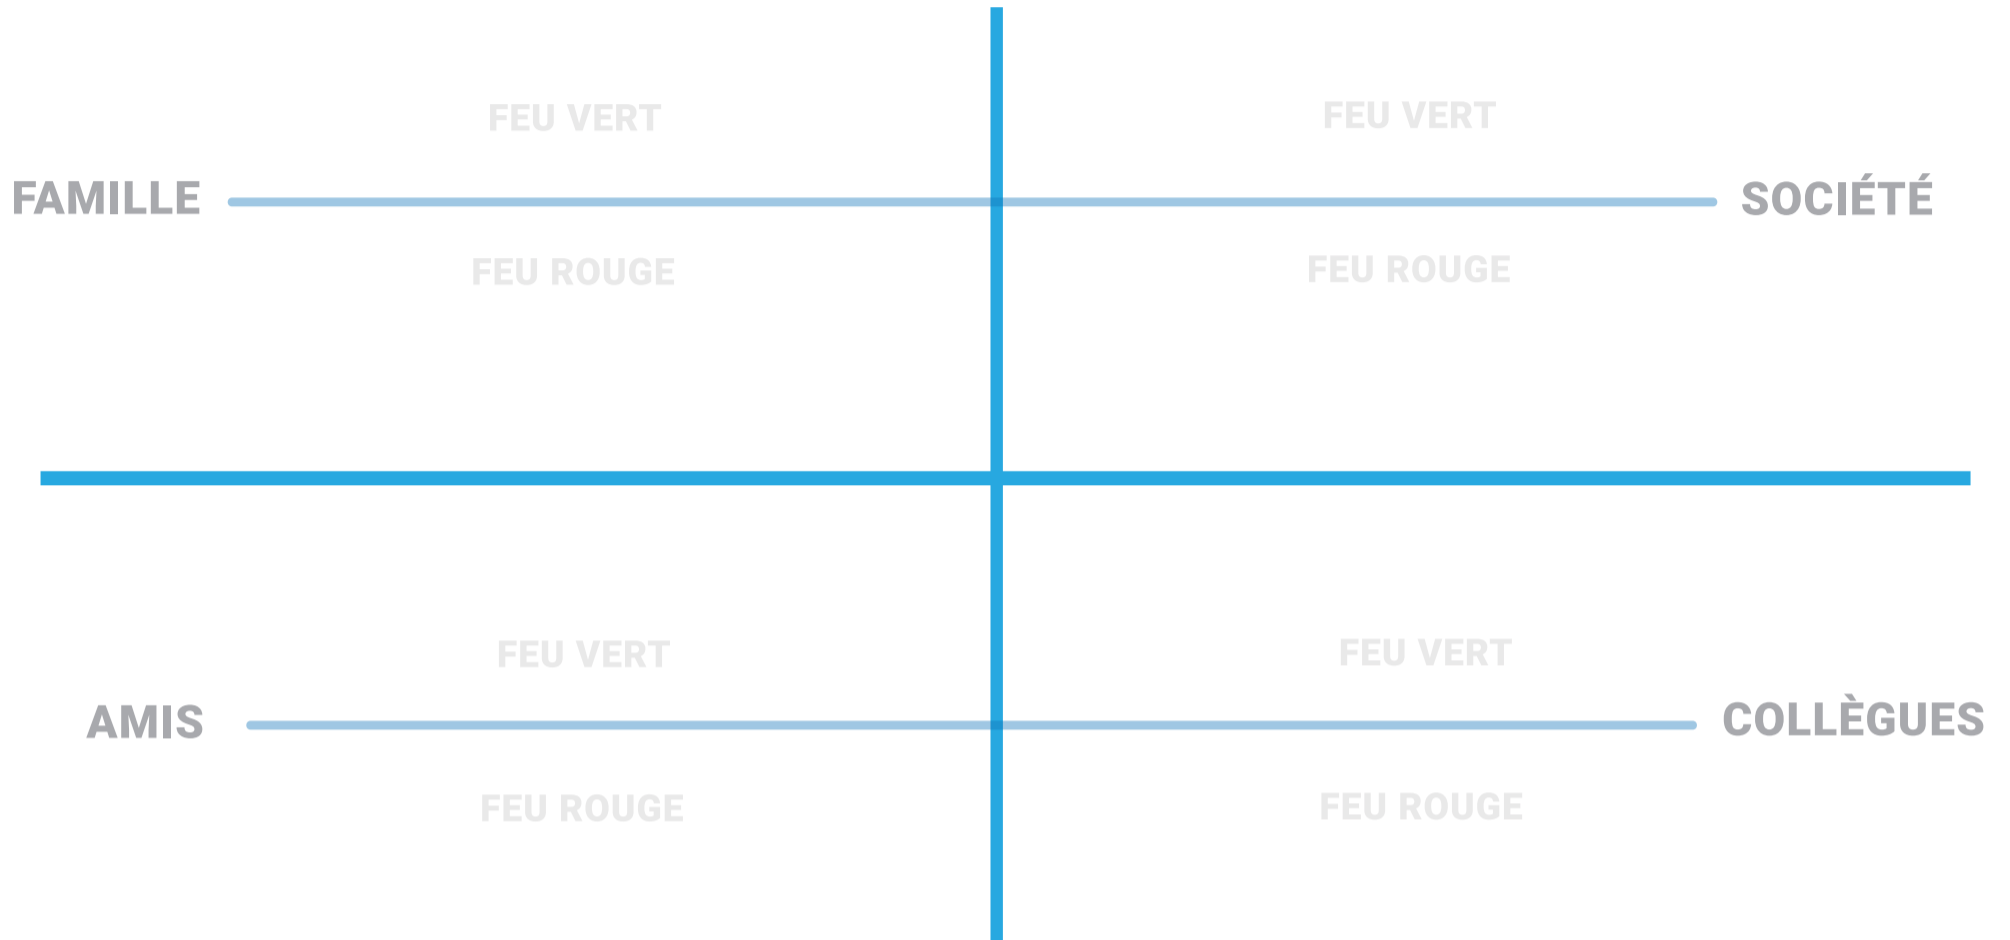 FEU VERT
FEU VERT
FAMILLE
SOCIÉTÉ
FEU ROUGE
FEU ROUGE
FEU VERT
FEU VERT
AMIS
COLLÈGUES
FEU ROUGE
FEU ROUGE